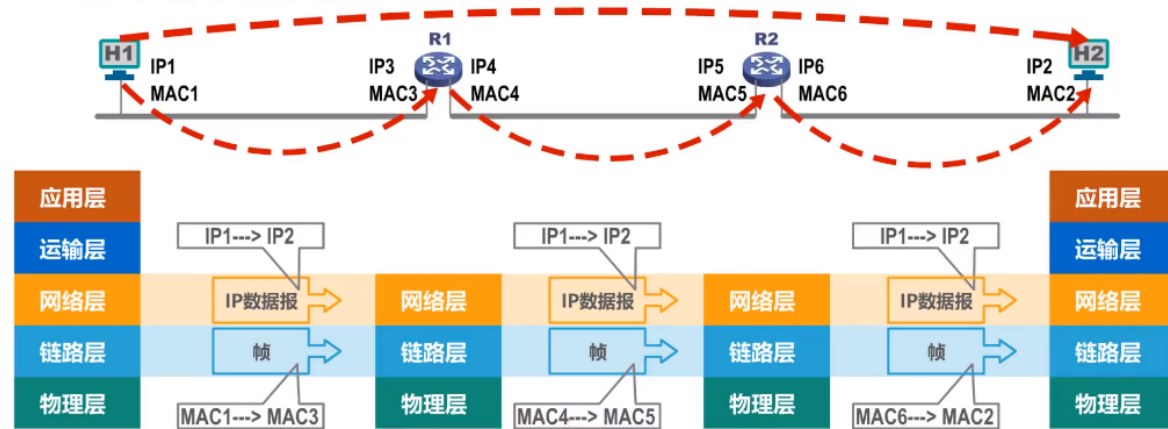 H1
R1
R2
H2
IP1
IP3
IP4
IP5
IP6
IP2
MAC1
MAC3
MAC4
MAC5
MAC6
MAC2
应用层
应用层
运输层
IP1---> IP2
IP1---> IP2
IP1---> IP2
运输层
网络层
IP数据报
网络层
IP数据报
网络层
IP数据报
网络层
链路层
帧
链路层
帧
链路层
帧
链路层
物理层
MAC1---> MAC3
物理层
MAC4---> MAC5
物理层
MAC6---> MAC2
物理层